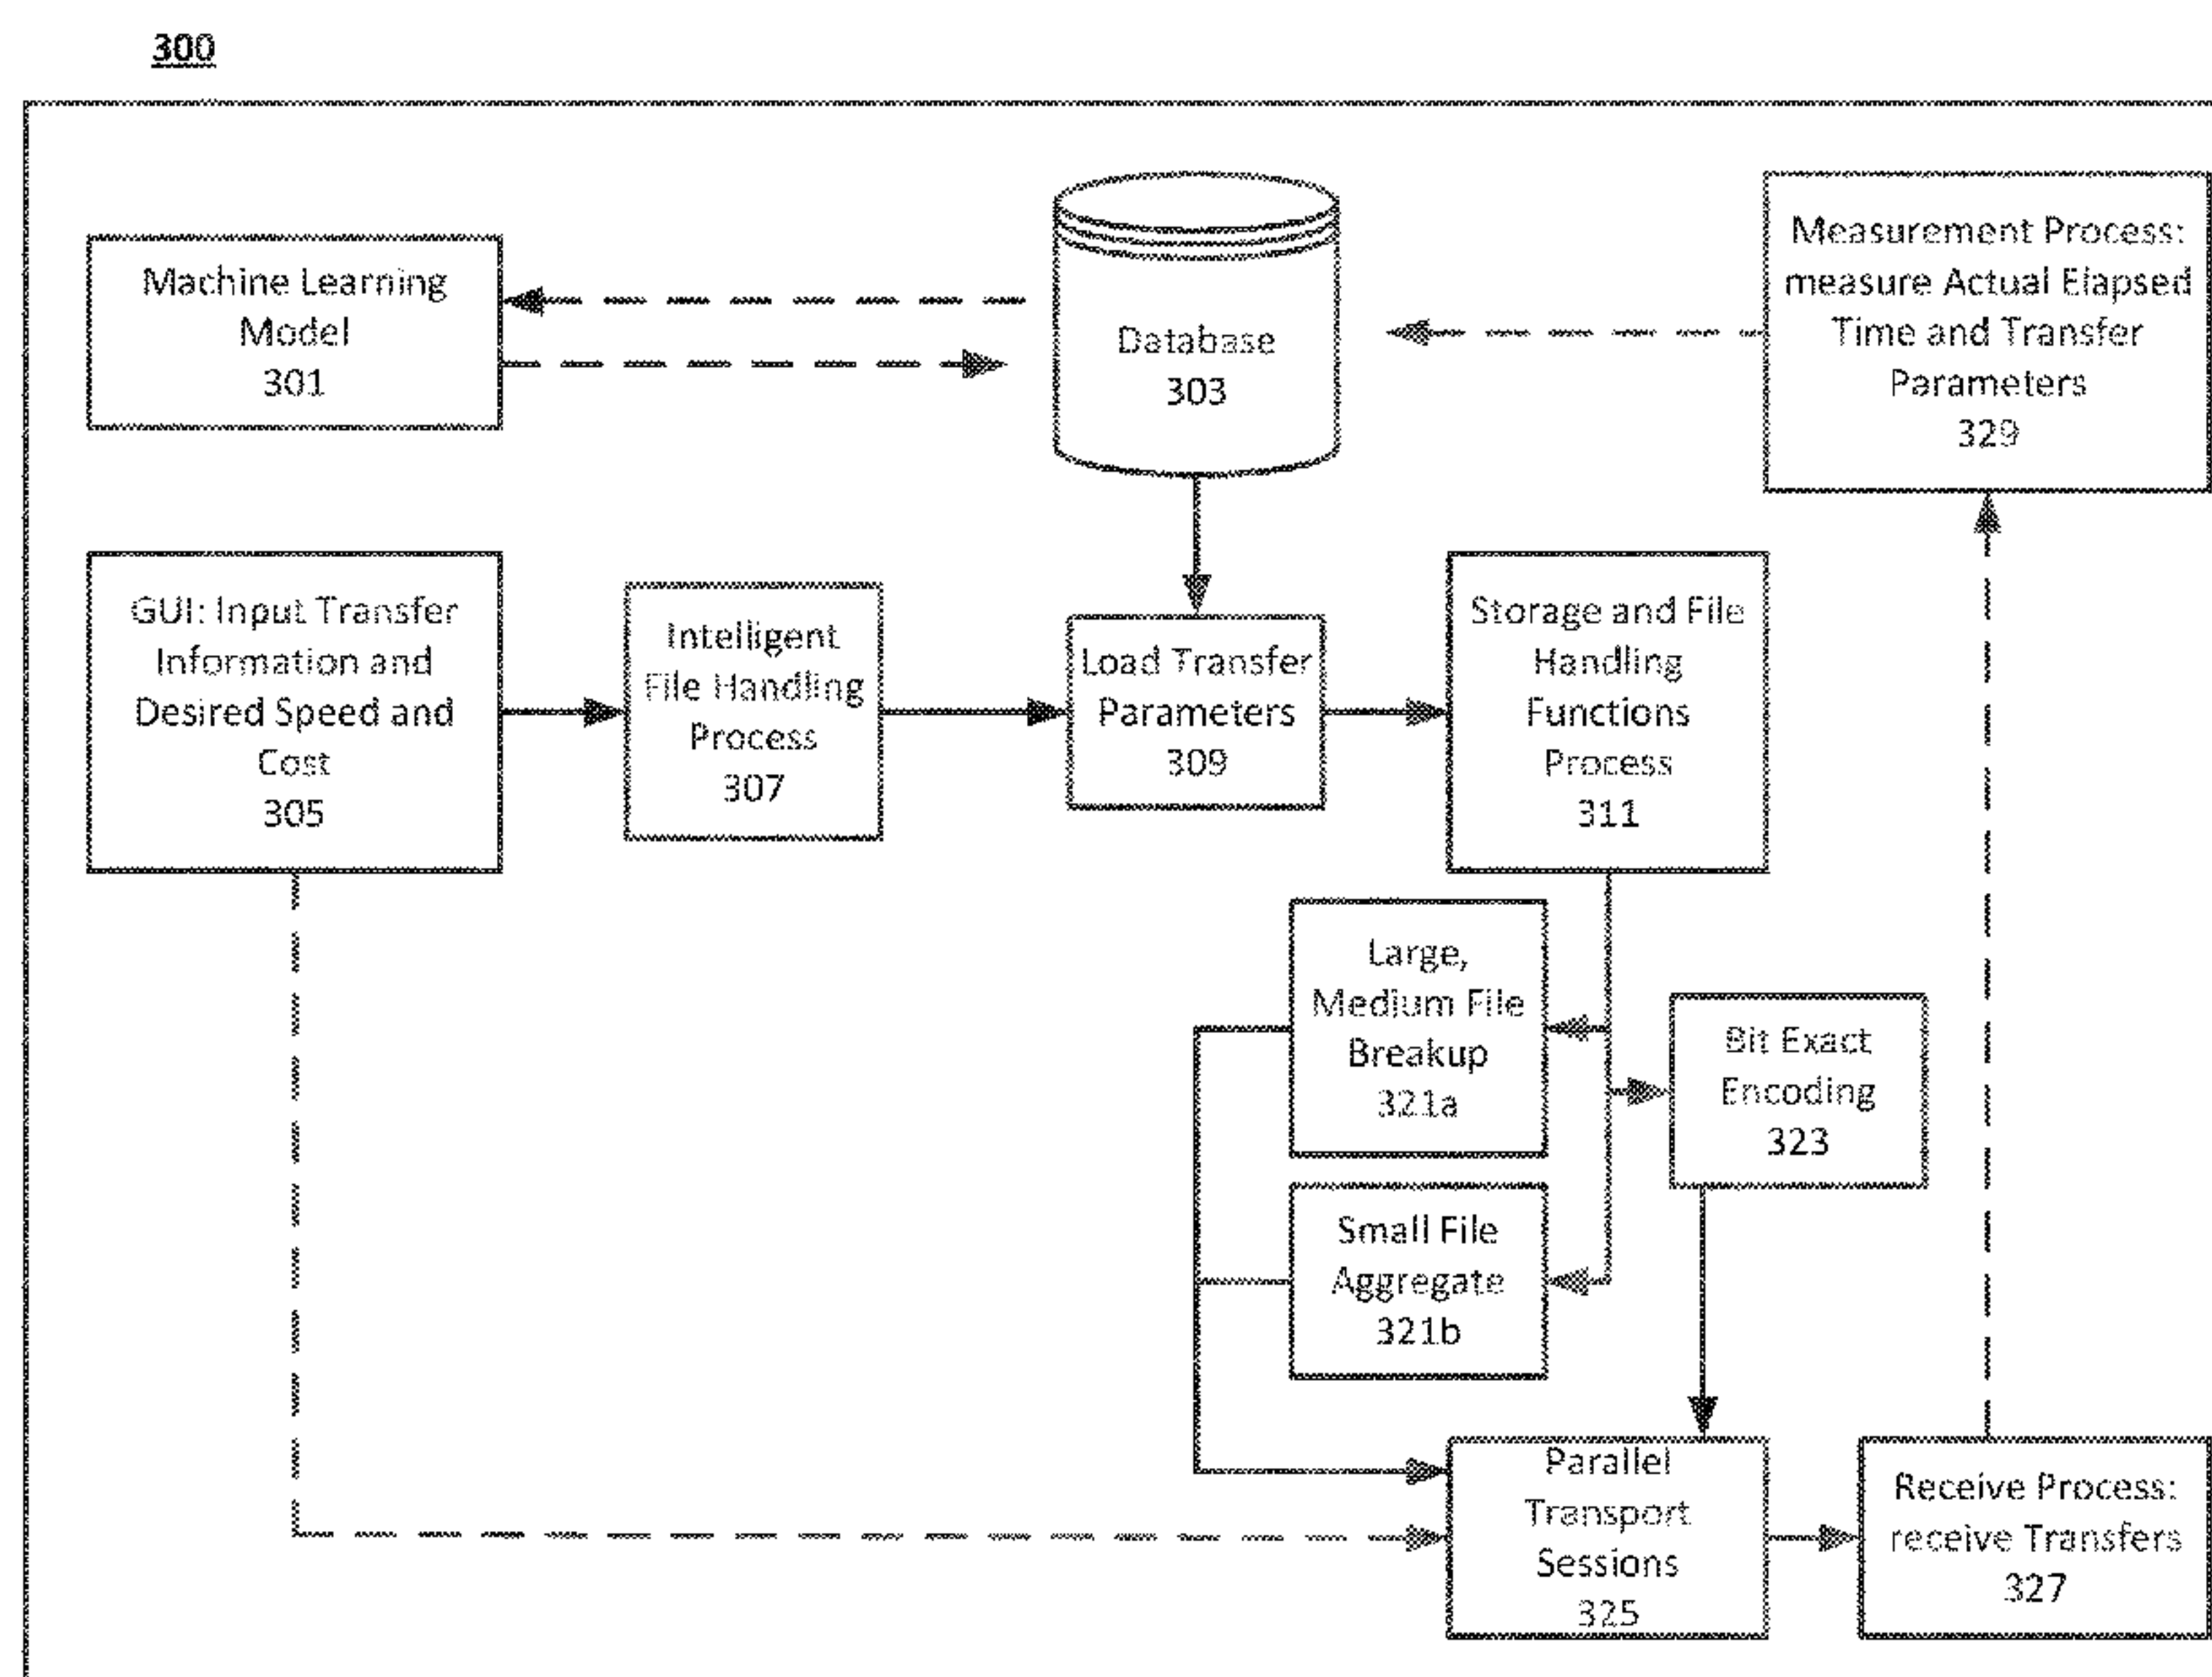 300
Machine Learning
Model
301
Database
303
Measurement Process:
measure Actual Elapsed
Time and Transfer
Parameters
329
GUI: Input Transfer
Information and
Desired Speed and
Cost
305
Intelligent
File Handling
Process
307
Load Transfer
Parameters
309
Storage and File
Handling
Functions
Process
311
Large,
Medium File
Breakup
321a
Bit Exact
Encoding
323
Small File
Aggregate
321b
Parallel
Transport
Sessions
325
Receive Process:
receive Transfers
327